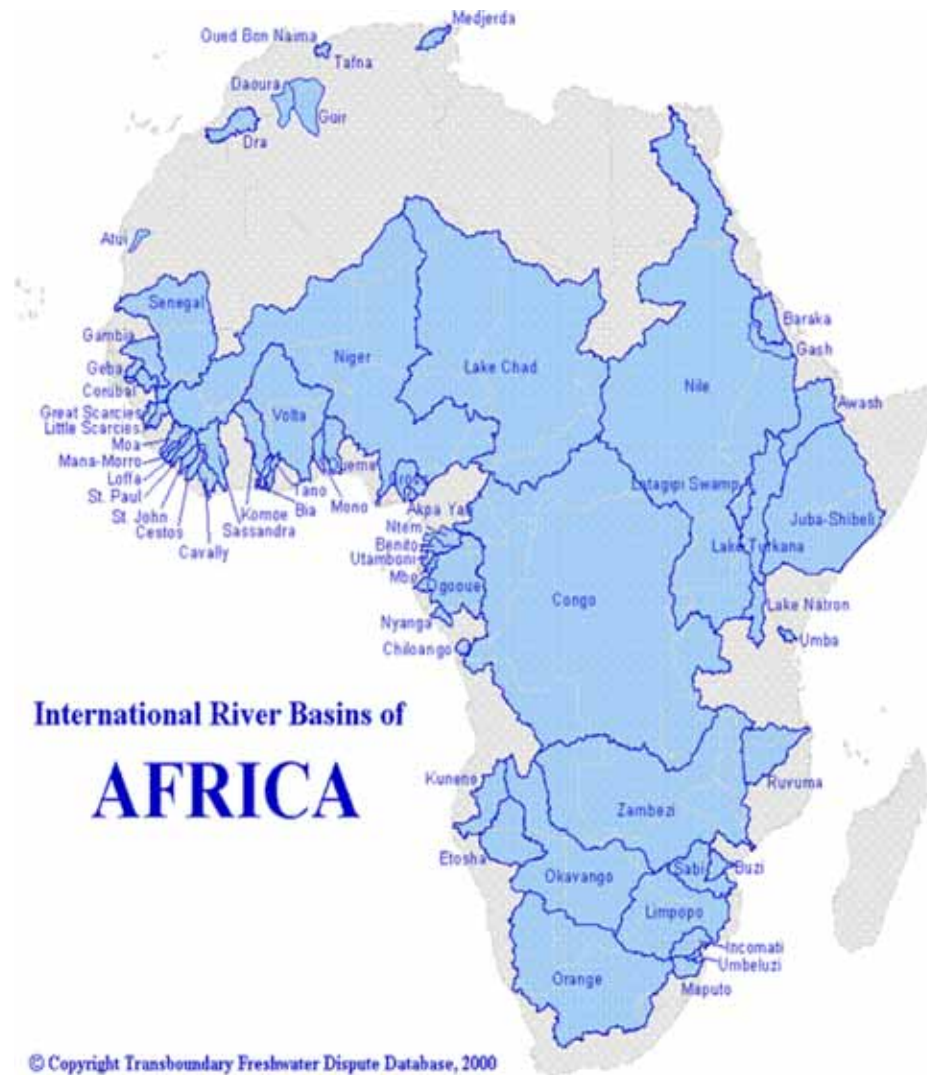 Medjerda
Oued Bon Naima
Tafna
Daoura
Guir
Dra
Atui
Senegal
Gambia
Geba
Corubal
Great Scarcies
Little Scarcies
Moa
Mana-Morro
Loffa
St. Paul
St. John
Cestos
Cavally
Sassandra
Komoe
Bia
Tano
Mono
Volta
Niger
Lake Chad
Nile
Baraka
Gash
Awash
Juba-Shibeli
Lotagipi Swamp
Lake Turkana
Lake Natron
Umba
Cross
Akpa Yafi
Ntem
Benito
Utamboni
Mbe
Ogooue
Nyanga
Chiloango
Congo
International River Basins of
AFRICA
Kunene
Etosha
Okavango
Zambezi
Ruvuma
Sabi
Buzi
Limpopo
Incomati
Umbeluzi
Maputo
Orange
© Copyright Transboundary Freshwater Dispute Database, 2000